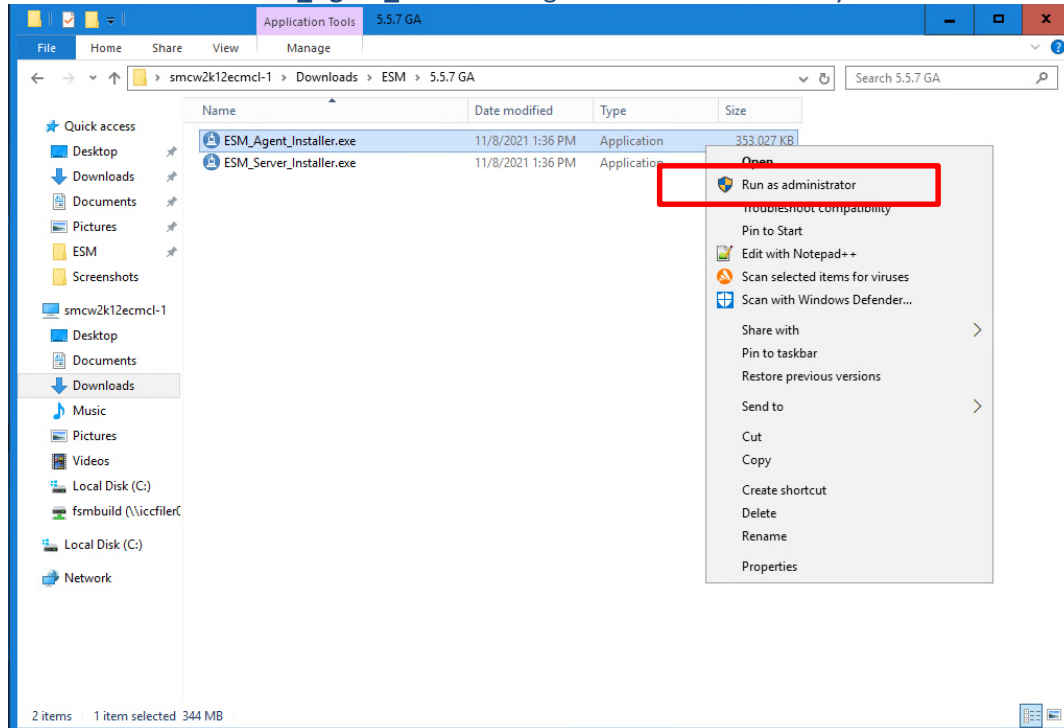 Application Tools 5.5.7 GA
File Home Share View Manage
smcw2k12ecmcl-1 > Downloads > ESM > 5.5.7 GA
Search 5.5.7 GA
Name Date modified Type Size
ESM_Agent_Installer.exe 11/8/2021 1:36 PM Application 353,027 KB
ESM_Server_Installer.exe 11/8/2021 1:36 PM Application
Quick access
Desktop
Downloads
Documents
Pictures
ESM
Screenshots
smcw2k12ecmcl-1
Desktop
Documents
Downloads
Music
Pictures
Videos
Local Disk (C:)
fsmbuild (\\iccfiler
Local Disk (C:)
Network
Open
Run as administrator
Troubleshoot compatibility
Pin to Start
Edit with Notepad++
Scan selected items for viruses
Scan with Windows Defender...
Share with
Pin to taskbar
Restore previous versions
Send to
Cut
Copy
Create shortcut
Delete
Rename
Properties
2 items 1 item selected 344 MB